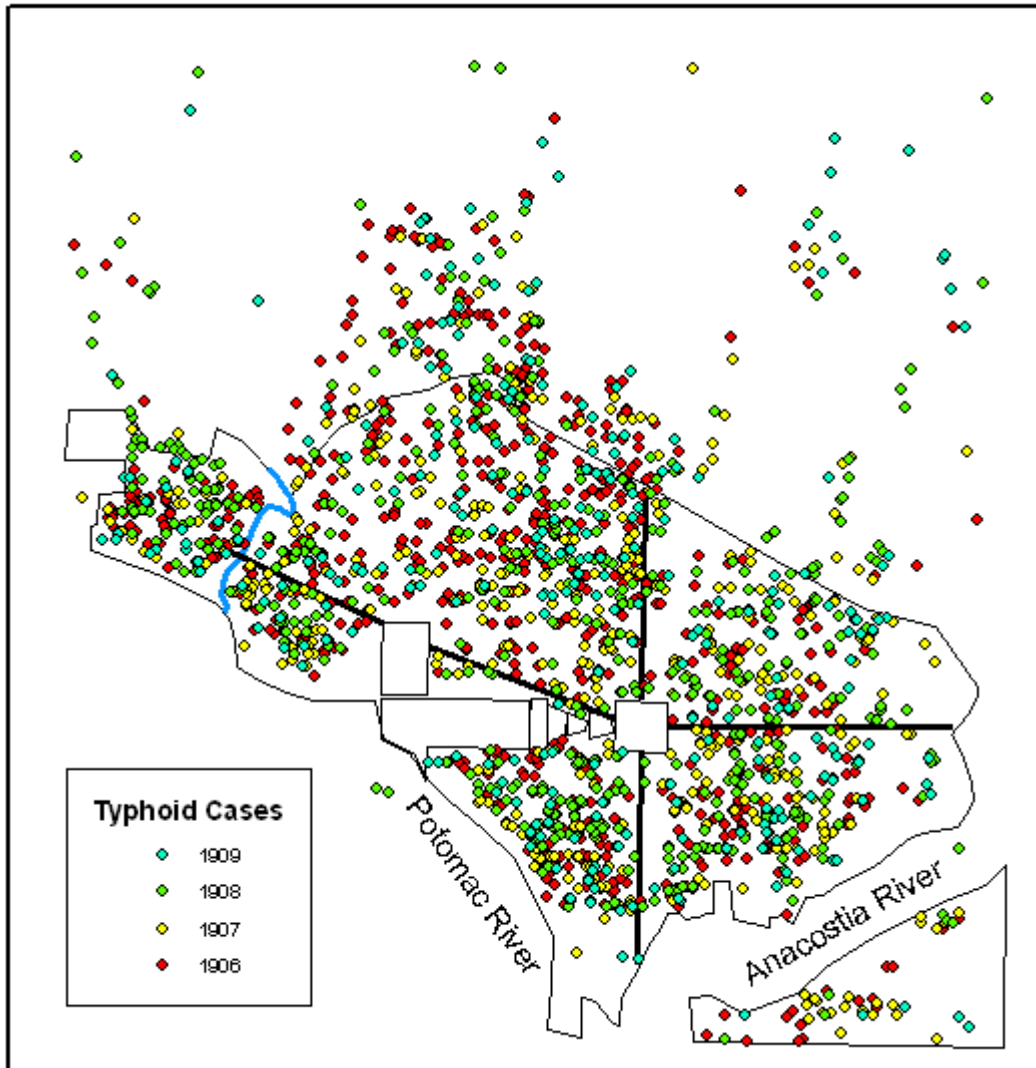 Typhoid Cases
1909
1908
1907
1906
Potomac River
Anacostia River